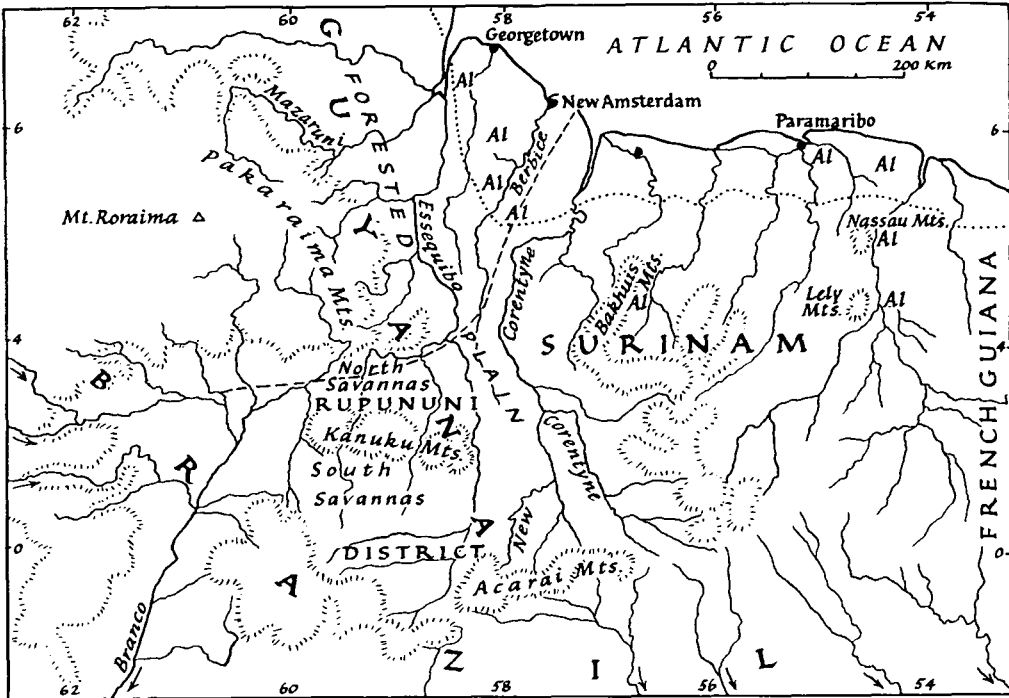 62 60 58 56 54
Georgetown
ATLANTIC OCEAN
0 200 Km
GUYANA
FORESTED PLAIN
Al
Mazaruni
New Amsterdam
6 6
Al
Berbice
Paramaribo
Al Al
Pakaraima Mts.
Al
Essequibo
Al
Mt. Roraima
Nassau Mts.
Al
Corentyne
Bakhuis Mts.
Al
Lely Mts.
Al
4 4
SURINAM
FRENCH GUIANA
BRAZIL
North
Savannas
RUPUNUNI
Kanuku Mts.
South
Savannas
Corentyne
New
DISTRICT
0 0
Acarai Mts.
Branco
62 60 58 56 54